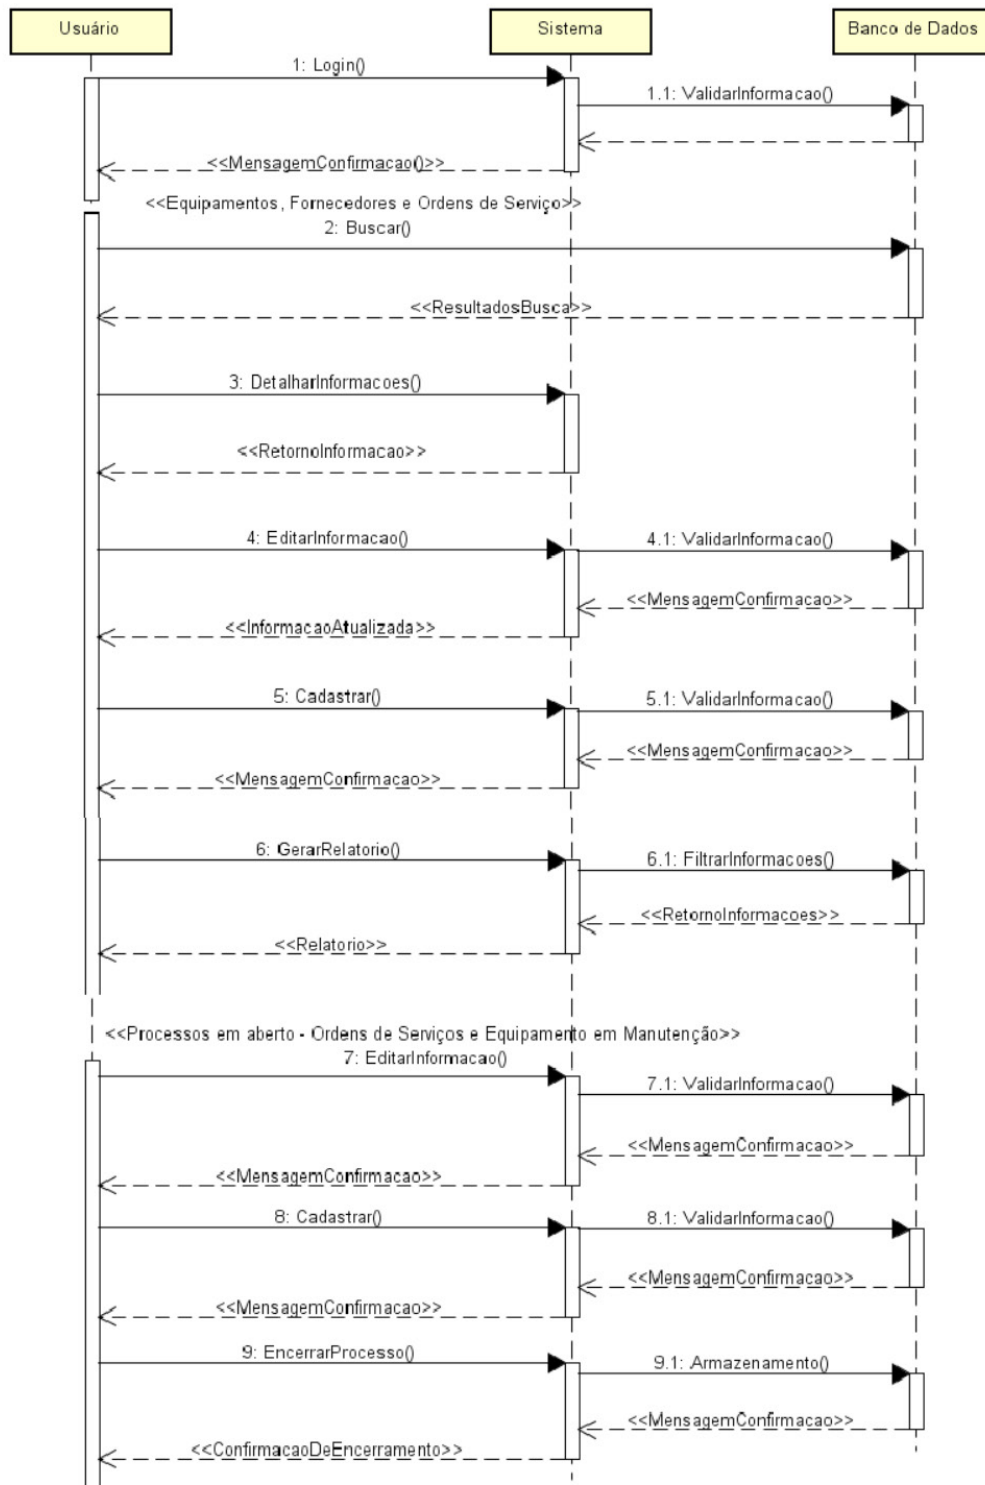 Usuário
Sistema
Banco de Dados
1: Login()
1.1: ValidarInformacao()
<<MensagemConfirmacao()>>
<<Equipamentos, Fornecedores e Ordens de Serviço>>
2: Buscar()
<<ResultadosBusca>>
3: DetalharInformacoes()
<<RetornoInformacao>>
4: EditarInformacao()
4.1: ValidarInformacao()
<<MensagemConfirmacao>>
<<InformacaoAtualizada>>
5: Cadastrar()
5.1: ValidarInformacao()
<<MensagemConfirmacao>>
<<MensagemConfirmacao>>
6: GerarRelatorio()
6.1: FiltrarInformacoes()
<<RetornoInformacoes>>
<<Relatorio>>
<<Processos em aberto - Ordens de Serviços e Equipamento em Manutenção>>
7: EditarInformacao()
7.1: ValidarInformacao()
<<MensagemConfirmacao>>
<<MensagemConfirmacao>>
8: Cadastrar()
8.1: ValidarInformacao()
<<MensagemConfirmacao>>
<<MensagemConfirmacao>>
9: EncerrarProcesso()
9.1: Armazenamento()
<<MensagemConfirmacao>>
<<ConfirmacaoDeEncerramento>>